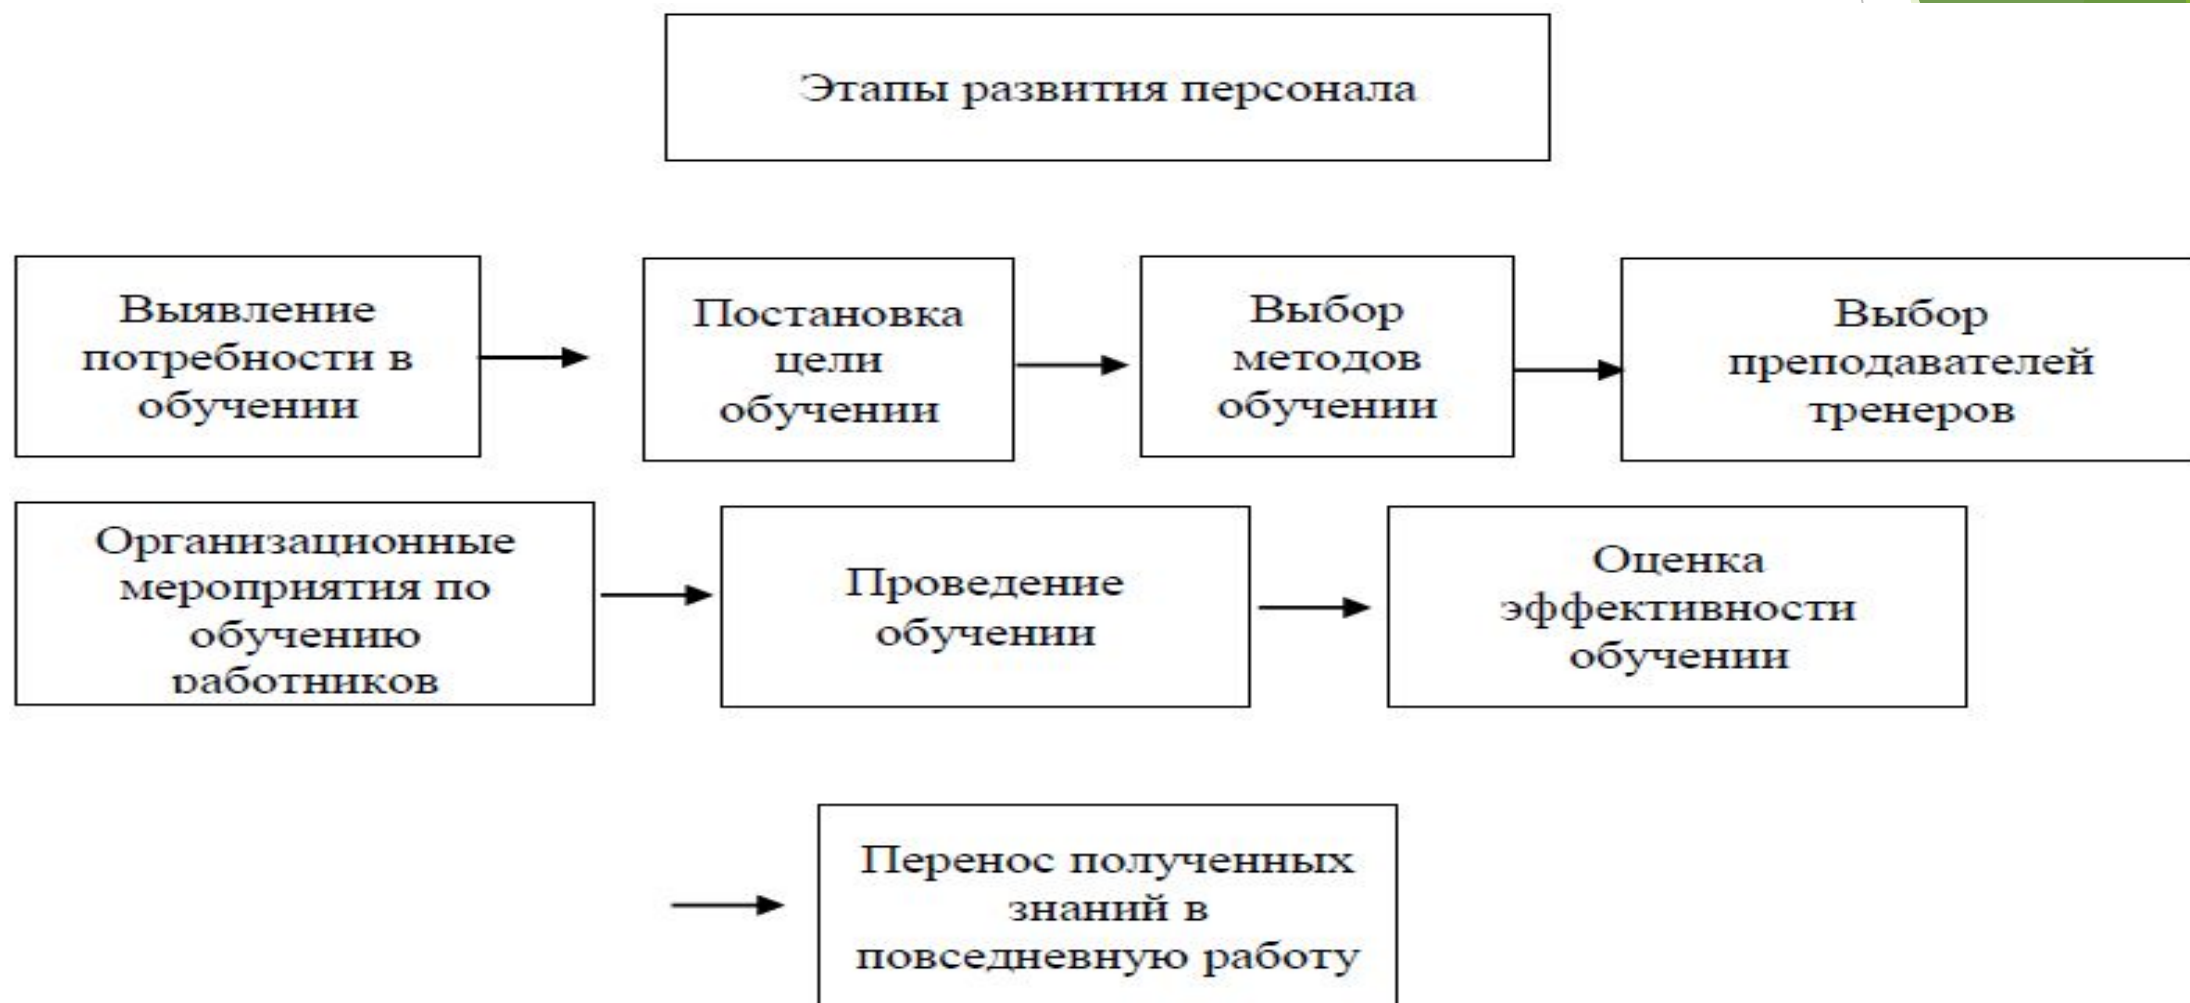 Этапы развития персонала
Выявление
потребности в
обучении
Постановка
цели
обучении
Выбор
методов
обучении
Выбор
преподавателей
тренеров
Организационные
мероприятия по
обучению
работников
Проведение
обучении
Оценка
эффективности
обучении
Перенос полученных
знаний в
повседневную работу